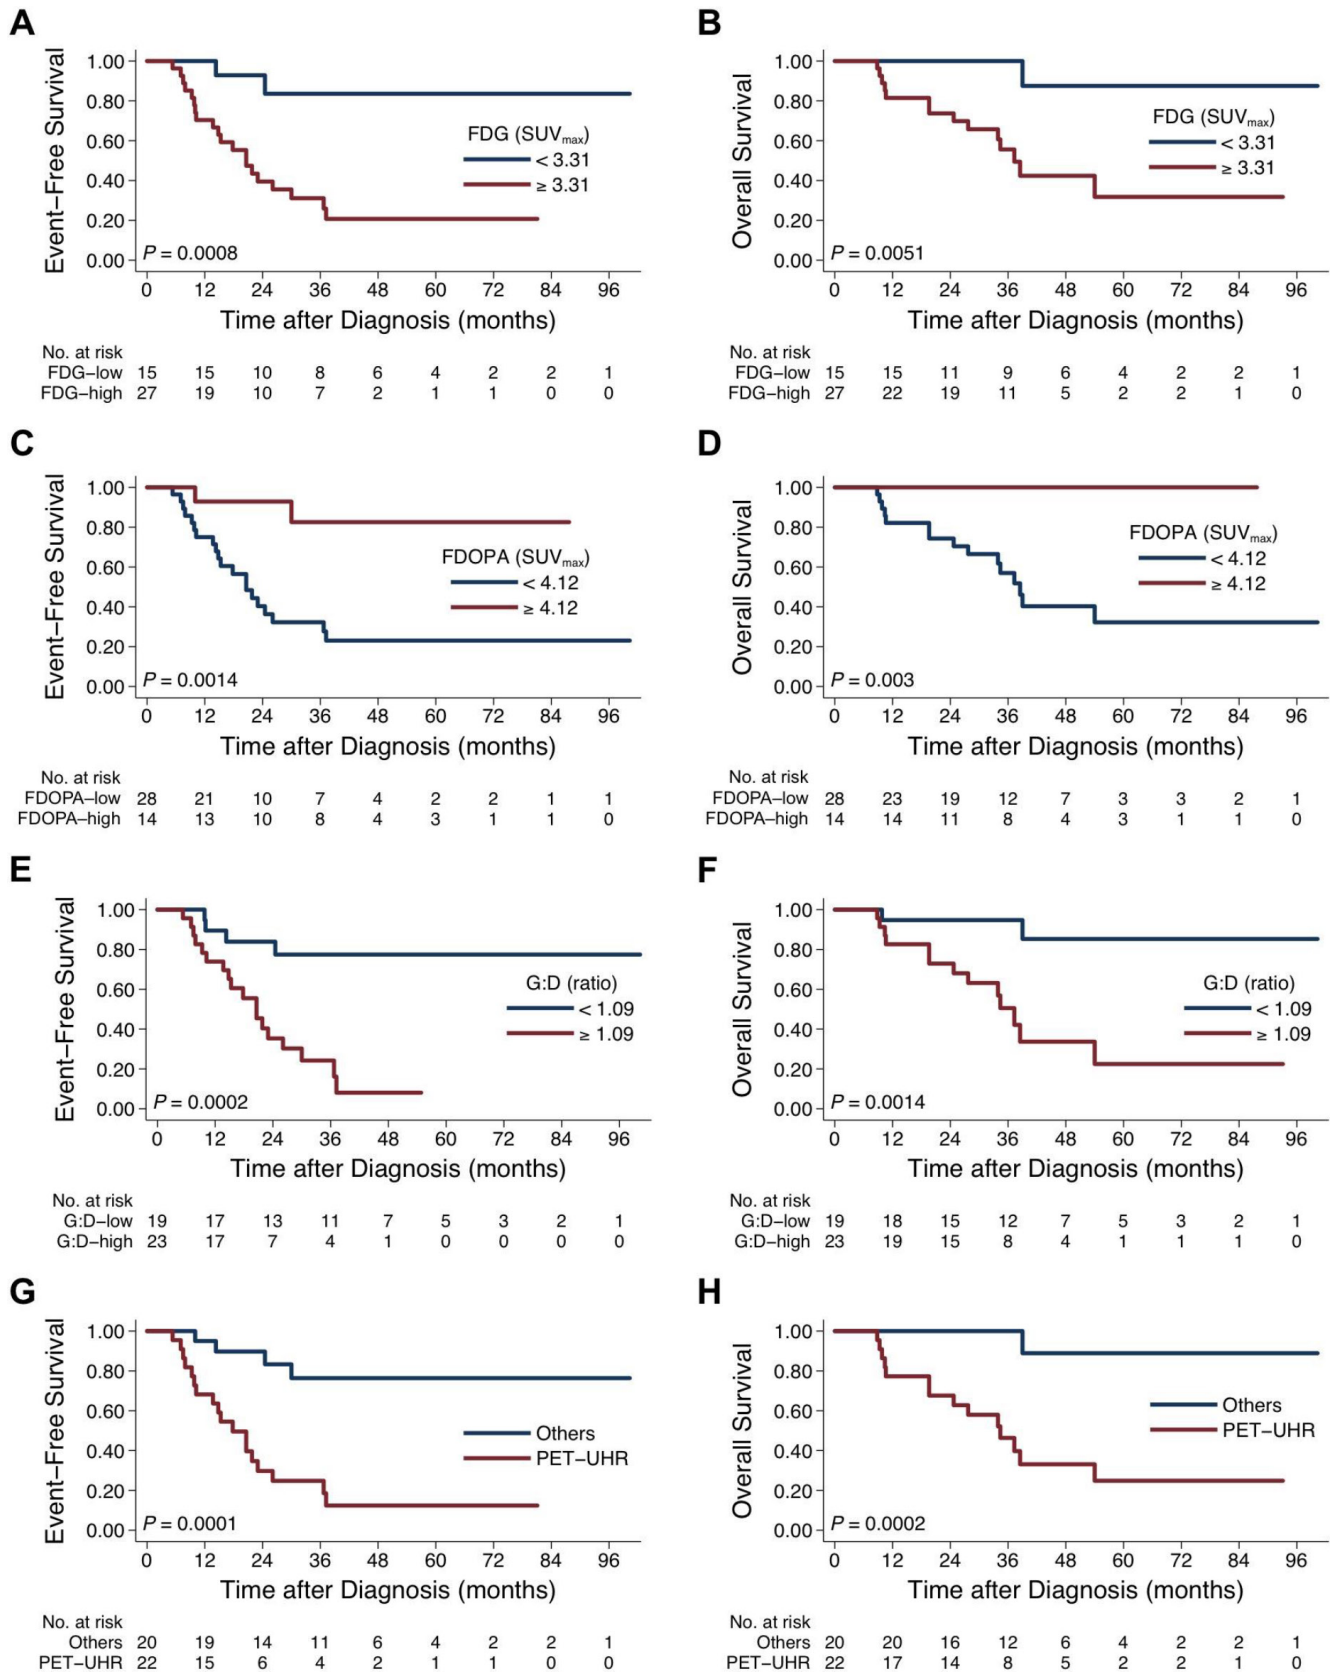 A
Event–Free Survival
1.00
0.80
0.60
0.40
0.20
0.00
FDG (SUVmax)
< 3.31
≥ 3.31
P = 0.0008
0 12 24 36 48 60 72 84 96
Time after Diagnosis (months)
No. at risk
FDG–low 15 15 10 8 6 4 2 2 1
FDG–high 27 19 10 7 2 1 1 0 0
B
Overall Survival
1.00
0.80
0.60
0.40
0.20
0.00
FDG (SUVmax)
< 3.31
≥ 3.31
P = 0.0051
0 12 24 36 48 60 72 84 96
Time after Diagnosis (months)
No. at risk
FDG–low 15 15 11 9 6 4 2 2 1
FDG–high 27 22 19 11 5 2 2 1 0
C
Event–Free Survival
1.00
0.80
0.60
0.40
0.20
0.00
FDOPA (SUVmax)
< 4.12
≥ 4.12
P = 0.0014
0 12 24 36 48 60 72 84 96
Time after Diagnosis (months)
No. at risk
FDOPA–low 28 21 10 7 4 2 2 1 1
FDOPA–high 14 13 10 8 4 3 1 1 0
D
Overall Survival
1.00
0.80
0.60
0.40
0.20
0.00
FDOPA (SUVmax)
< 4.12
≥ 4.12
P = 0.003
0 12 24 36 48 60 72 84 96
Time after Diagnosis (months)
No. at risk
FDOPA–low 28 23 19 12 7 3 3 2 1
FDOPA–high 14 14 11 8 4 3 1 1 0
E
Event–Free Survival
1.00
0.80
0.60
0.40
0.20
0.00
G:D (ratio)
< 1.09
≥ 1.09
P = 0.0002
0 12 24 36 48 60 72 84 96
Time after Diagnosis (months)
No. at risk
G:D–low 19 17 13 11 7 5 3 2 1
G:D–high 23 17 7 4 1 0 0 0 0
F
Overall Survival
1.00
0.80
0.60
0.40
0.20
0.00
G:D (ratio)
< 1.09
≥ 1.09
P = 0.0014
0 12 24 36 48 60 72 84 96
Time after Diagnosis (months)
No. at risk
G:D–low 19 18 15 12 7 5 3 2 1
G:D–high 23 19 15 8 4 1 1 1 0
G
Event–Free Survival
1.00
0.80
0.60
0.40
0.20
0.00
Others
PET–UHR
P = 0.0001
0 12 24 36 48 60 72 84 96
Time after Diagnosis (months)
No. at risk
Others 20 19 14 11 6 4 2 2 1
PET–UHR 22 15 6 4 2 1 1 0 0
H
Overall Survival
1.00
0.80
0.60
0.40
0.20
0.00
Others
PET–UHR
P = 0.0002
0 12 24 36 48 60 72 84 96
Time after Diagnosis (months)
No. at risk
Others 20 20 16 12 6 4 2 2 1
PET–UHR 22 17 14 8 5 2 2 1 0